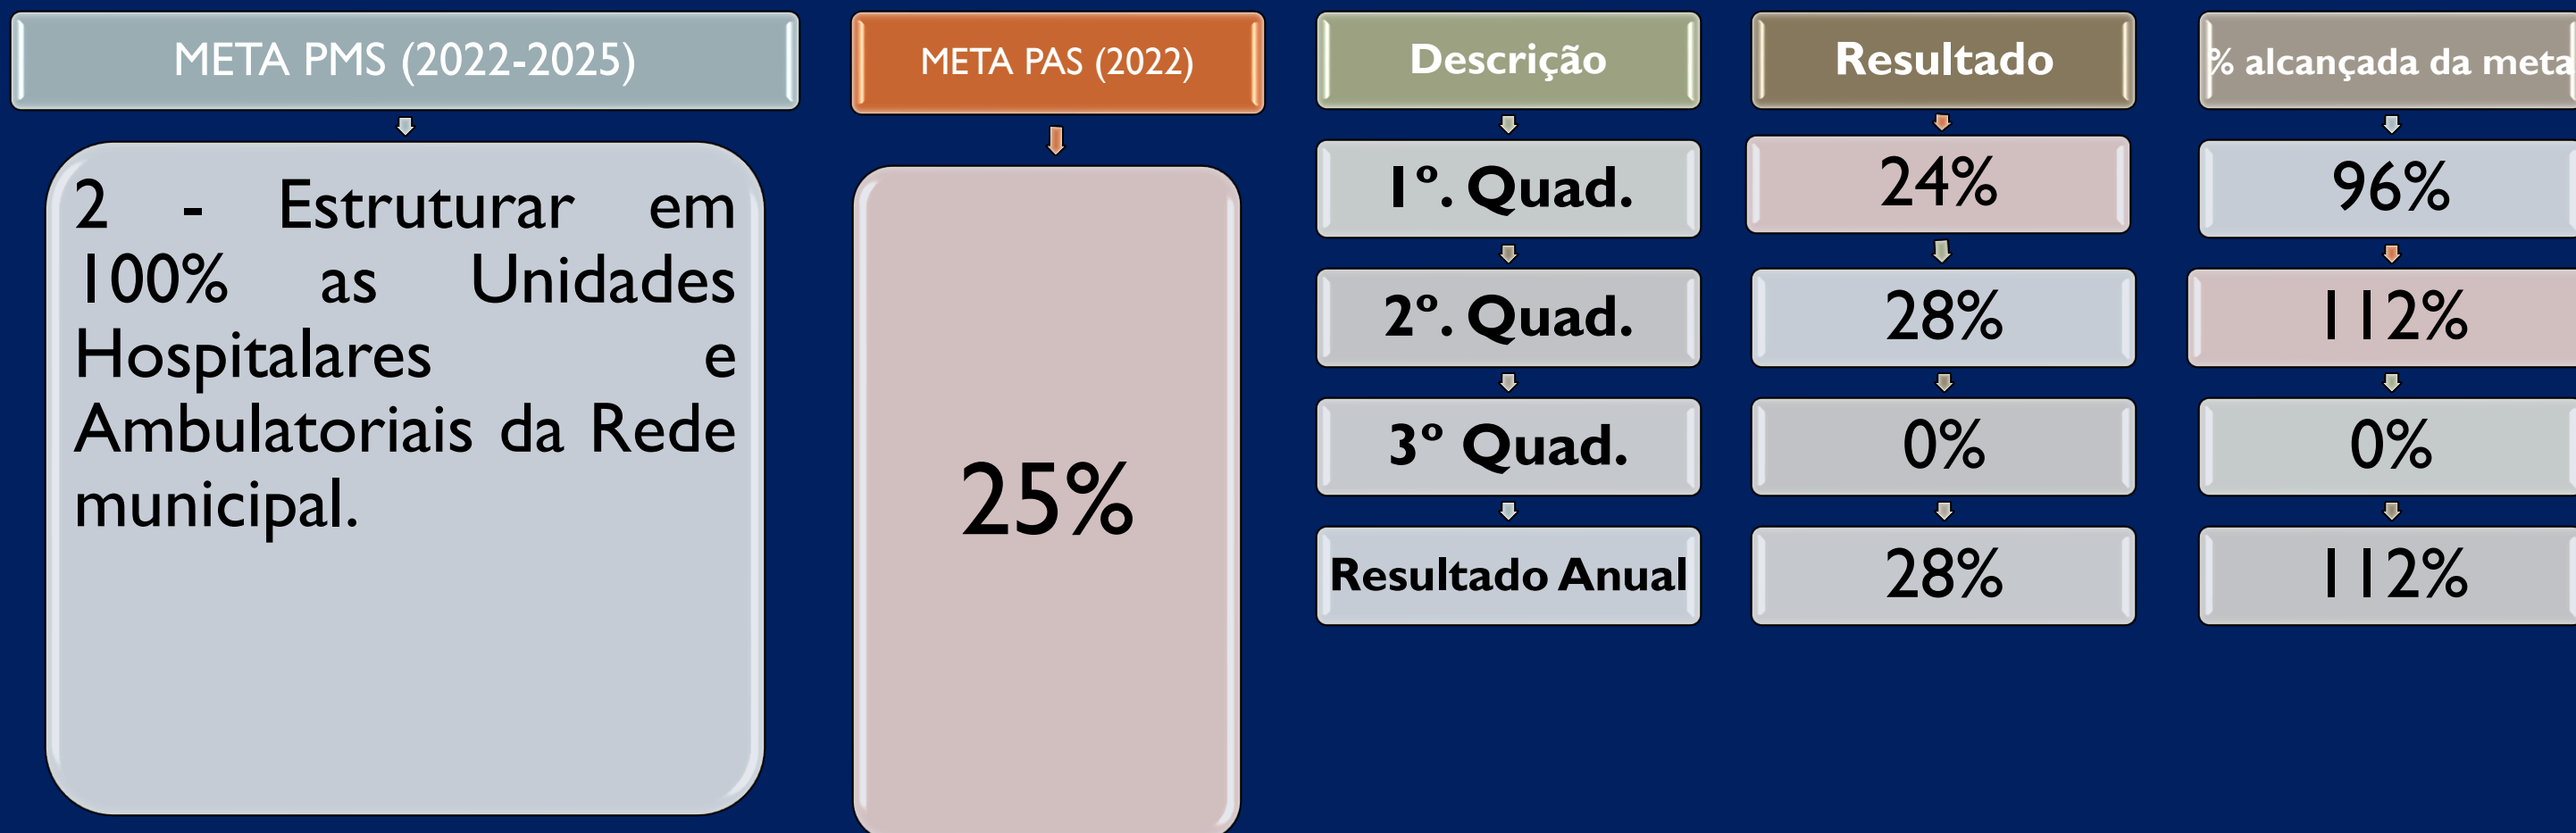 META PMS (2022-2025)
2 - Estruturar em
100% as Unidades
Hospitalares e
Ambulatoriais da Rede
municipal.
META PAS (2022)
25%
Descrição
1º. Quad.
2º. Quad.
3º Quad.
Resultado Anual
Resultado
24%
28%
0%
28%
% alcançada da meta
96%
112%
0%
112%